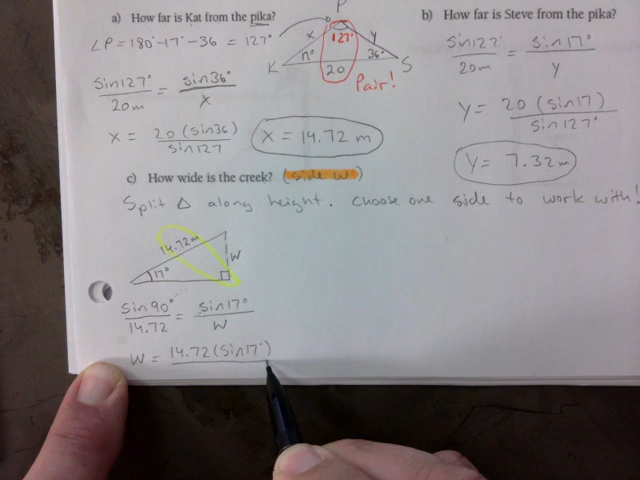 a) How far is Kat from the pika?
∠P = 180°-17°-36 = 127°
P
x 127° y
17° 36°
K 20 S
Pair!
sin127°/20m = sin36°/x
x = 20(sin36)/sin127
x = 14.72 m
b) How far is Steve from the pika?
sin127°/20m = sin17°/y
y = 20(sin17)/sin127°
y = 7.32m
c) How wide is the creek? (side w)
Split △ along height. Choose one side to work with!
14.72m
W
17°
sin90°/14.72 = sin17°/W
W = 14.72(sin17°)